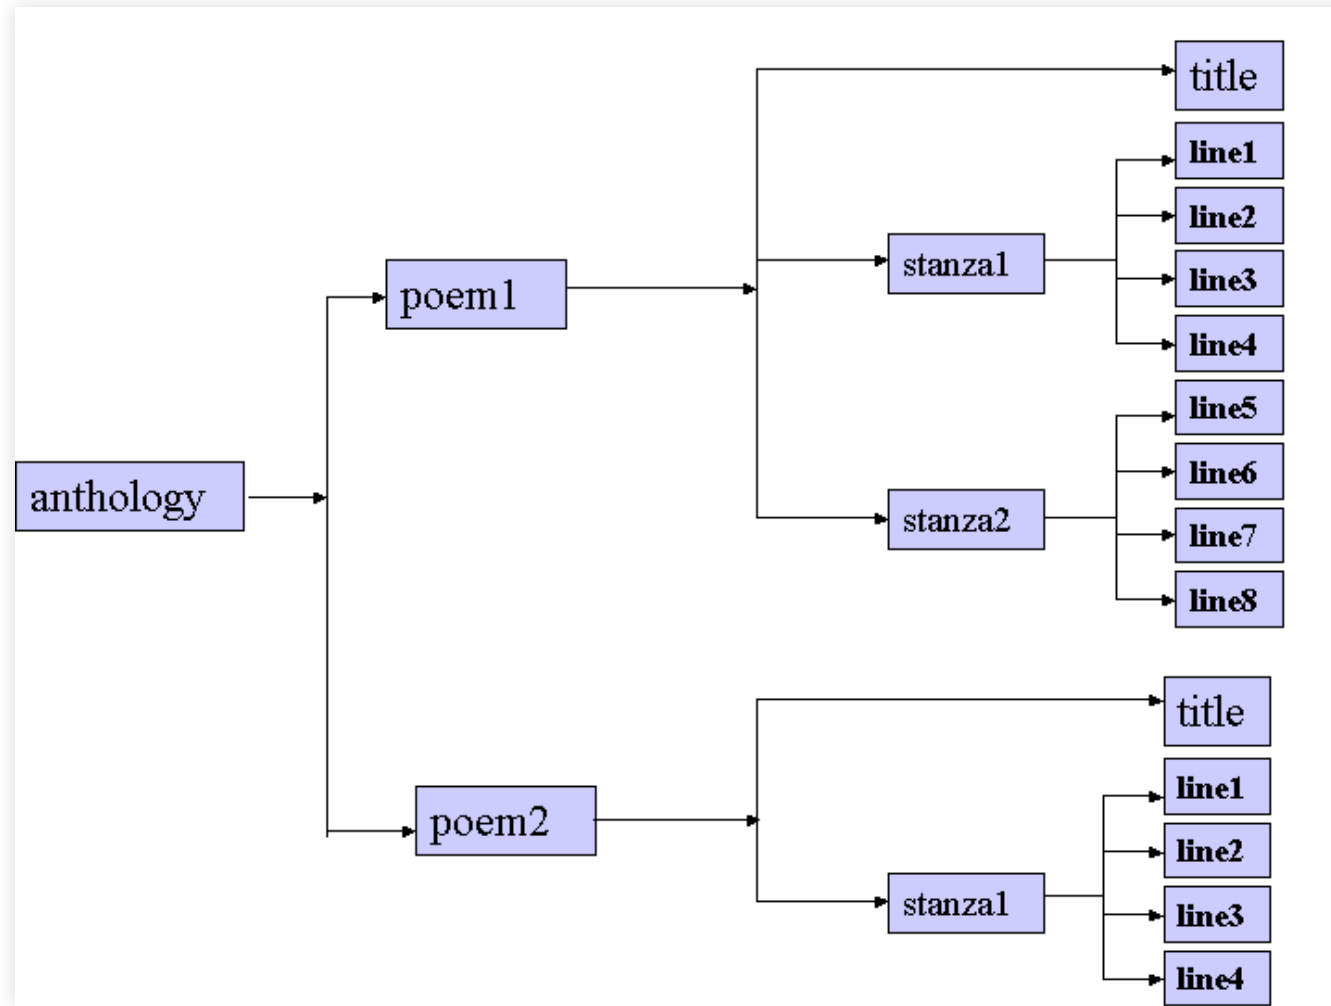 title
line1
line2
stanza1
line3
poem1
line4
line5
line6
anthology
stanza2
line7
line8
title
line1
poem2
line2
stanza1
line3
line4